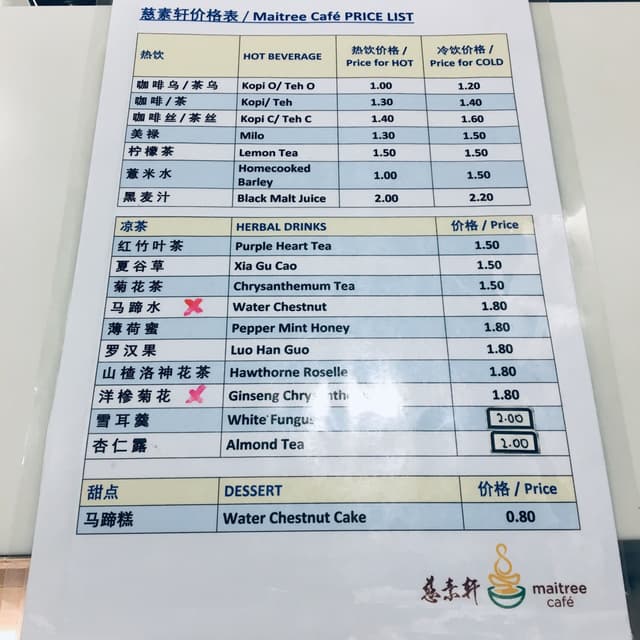 慈素轩价格表 / Maitree Café PRICE LIST
热饮 HOT BEVERAGE 热饮价格 / Price for HOT 冷饮价格 / Price for COLD
咖啡乌/茶乌 Kopi O/ Teh O 1.00 1.20
咖啡/茶 Kopi/ Teh 1.30 1.40
咖啡丝/茶丝 Kopi C/ Teh C 1.40 1.60
美禄 Milo 1.30 1.50
柠檬茶 Lemon Tea 1.50 1.50
薏米水 Homecooked Barley 1.00 1.50
黑麦汁 Black Malt Juice 2.00 2.20
凉茶 HERBAL DRINKS 价格 / Price
红竹叶茶 Purple Heart Tea 1.50
夏谷草 Xia Gu Cao 1.50
菊花茶 Chrysanthemum Tea 1.50
马蹄水 Water Chestnut 1.80
薄荷蜜 Pepper Mint Honey 1.80
罗汉果 Luo Han Guo 1.80
山楂洛神花茶 Hawthorne Roselle 1.80
洋槮菊花 Ginseng 1.80
雪耳羹 White Fungus 2.00
杏仁露 Almond Tea 2.00
甜点 DESSERT 价格 / Price
马蹄糕 Water Chestnut Cake 0.80
慈素轩 maitree
café